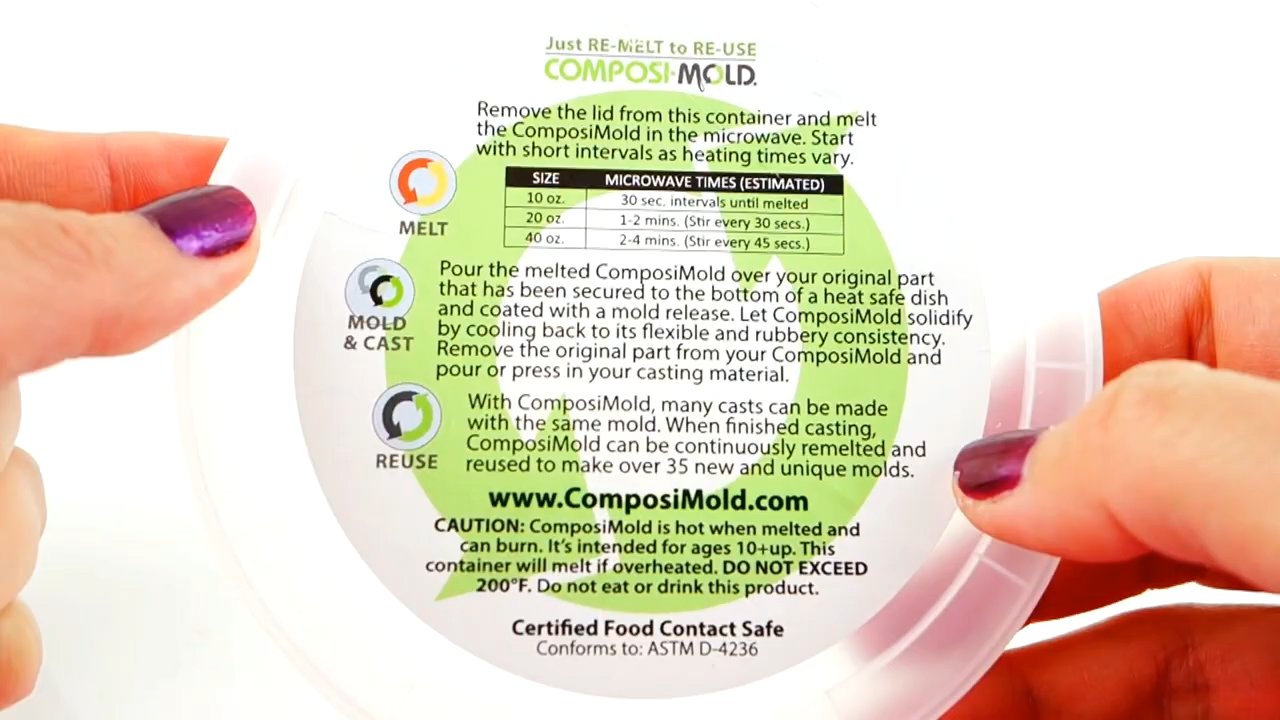 Just RE-MELT to RE-USE
COMPOSI-MOLD.
Remove the lid from this container and melt
the ComposiMold in the microwave. Start
with short intervals as heating times vary.
SIZE MICROWAVE TIMES (ESTIMATED)
10 oz. 30 sec. intervals until melted
20 oz. 1-2 mins. (Stir every 30 secs.)
40 oz. 2-4 mins. (Stir every 45 secs.)
MELT
Pour the melted ComposiMold over your original part
that has been secured to the bottom of a heat safe dish
and coated with a mold release. Let ComposiMold solidify
by cooling back to its flexible and rubbery consistency.
Remove the original part from your ComposiMold and
pour or press in your casting material.
MOLD
& CAST
With ComposiMold, many casts can be made
with the same mold. When finished casting,
ComposiMold can be continuously remelted and
reused to make over 35 new and unique molds.
REUSE
www.ComposiMold.com
CAUTION: ComposiMold is hot when melted and
can burn. It's intended for ages 10+up. This
container will melt if overheated. DO NOT EXCEED
200°F. Do not eat or drink this product.
Certified Food Contact Safe
Conforms to: ASTM D-4236